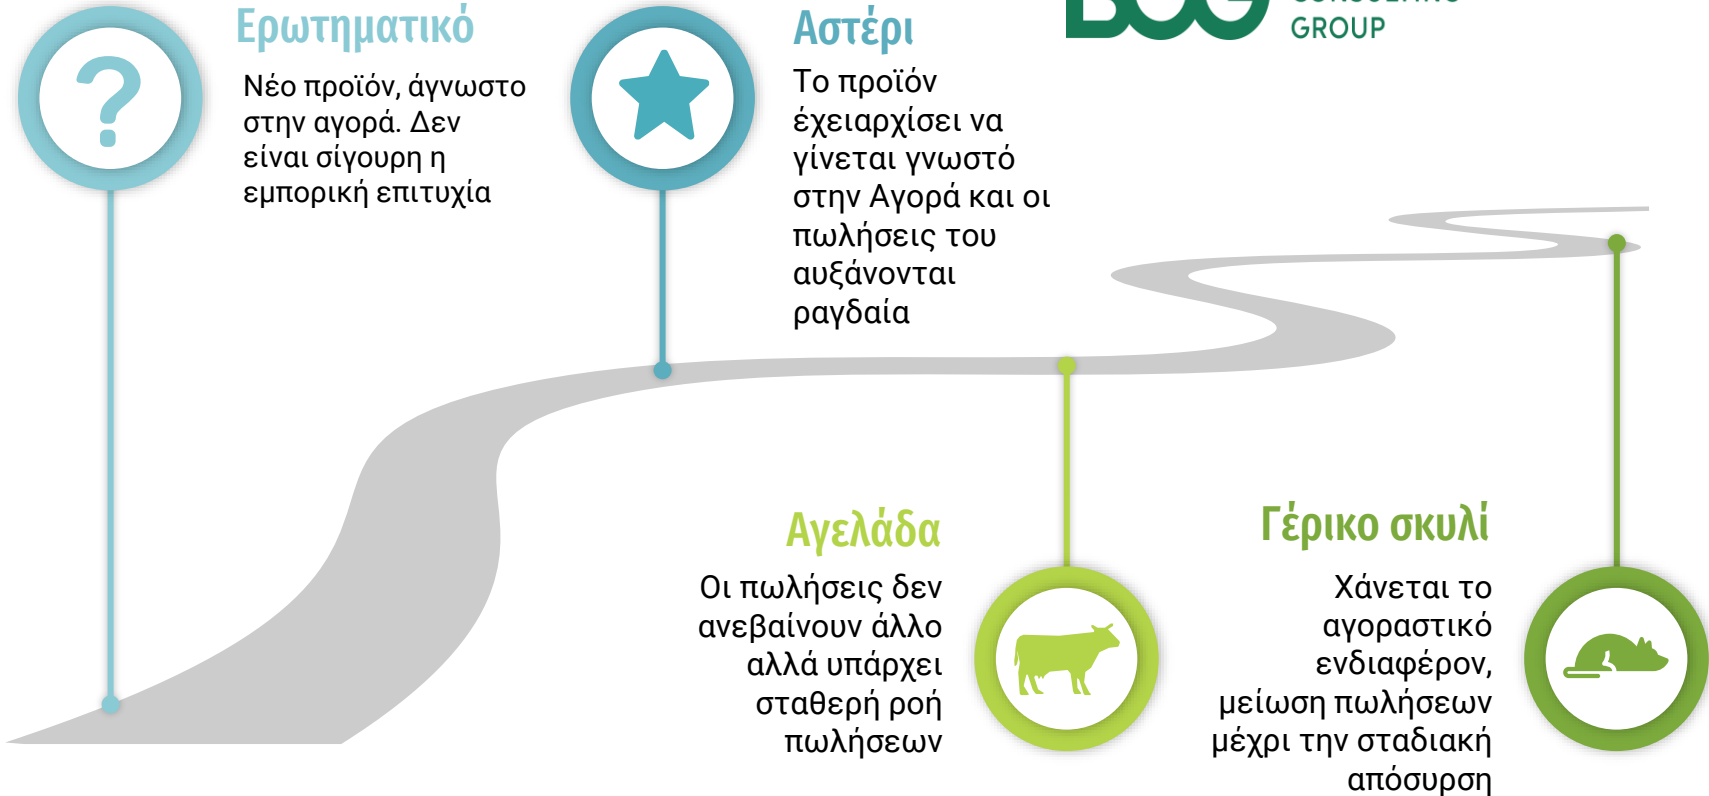 Ερωτηματικό
Νέο προϊόν, άγνωστο
στην αγορά. Δεν
είναι σίγουρη η
εμπορική επιτυχία
Αστέρι
Το προϊόν
έχειαρχίσει να
γίνεται γνωστό
στην Αγορά και οι
πωλήσεις του
αυξάνονται
ραγδαία
BCG
CONSULTING
GROUP
Αγελάδα
Οι πωλήσεις δεν
ανεβαίνουν άλλο
αλλά υπάρχει
σταθερή ροή
πωλήσεων
Γέρικο σκυλί
Χάνεται το
αγοραστικό
ενδιαφέρον,
μείωση πωλήσεων
μέχρι την σταδιακή
απόσυρση